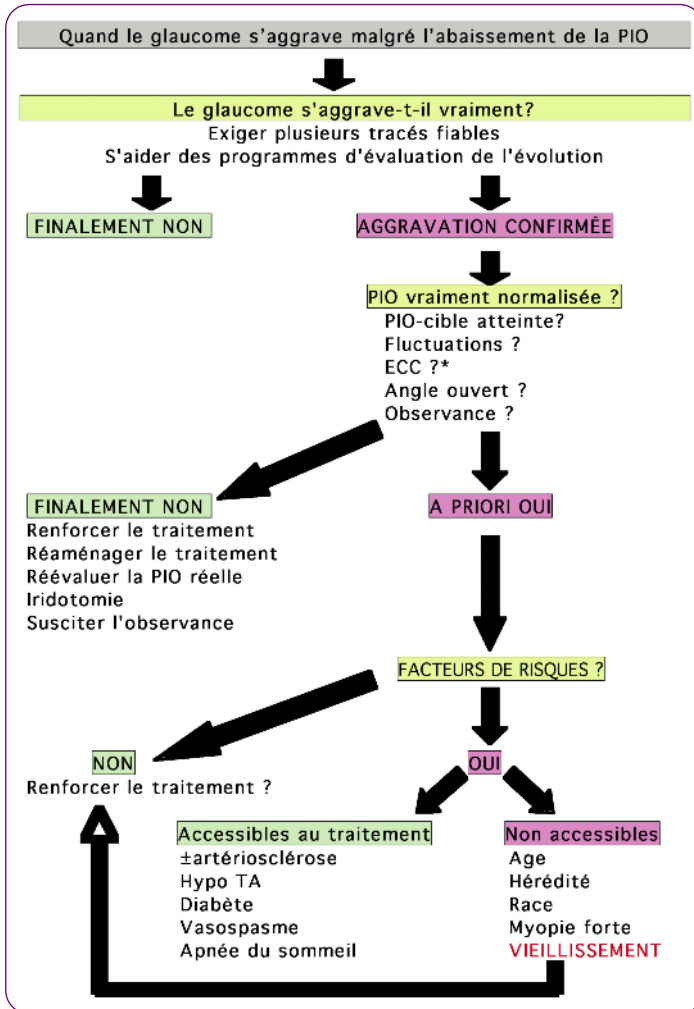 Quand le glaucome s'aggrave malgré l'abaissement de la PIO
Le glaucome s'aggrave-t-il vraiment?
Exiger plusieurs tracés fiables
S'aider des programmes d'évaluation de l'évolution
FINALEMENT NON
AGGRAVATION CONFIRMÉE
PIO vraiment normalisée ?
PIO-cible atteinte?
Fluctuations ?
ECC ?*
Angle ouvert ?
Observance ?
FINALEMENT NON
Renforcer le traitement
Réaménager le traitement
Réévaluer la PIO réelle
Iridotomie
Susciter l'observance
A PRIORI OUI
FACTEURS DE RISQUES ?
NON
Renforcer le traitement ?
OUI
Accessibles au traitement
±artériosclérose
Hypo TA
Diabète
Vasospasme
Apnée du sommeil
Non accessibles
Age
Hérédité
Race
Myopie forte
VIEILLISSEMENT